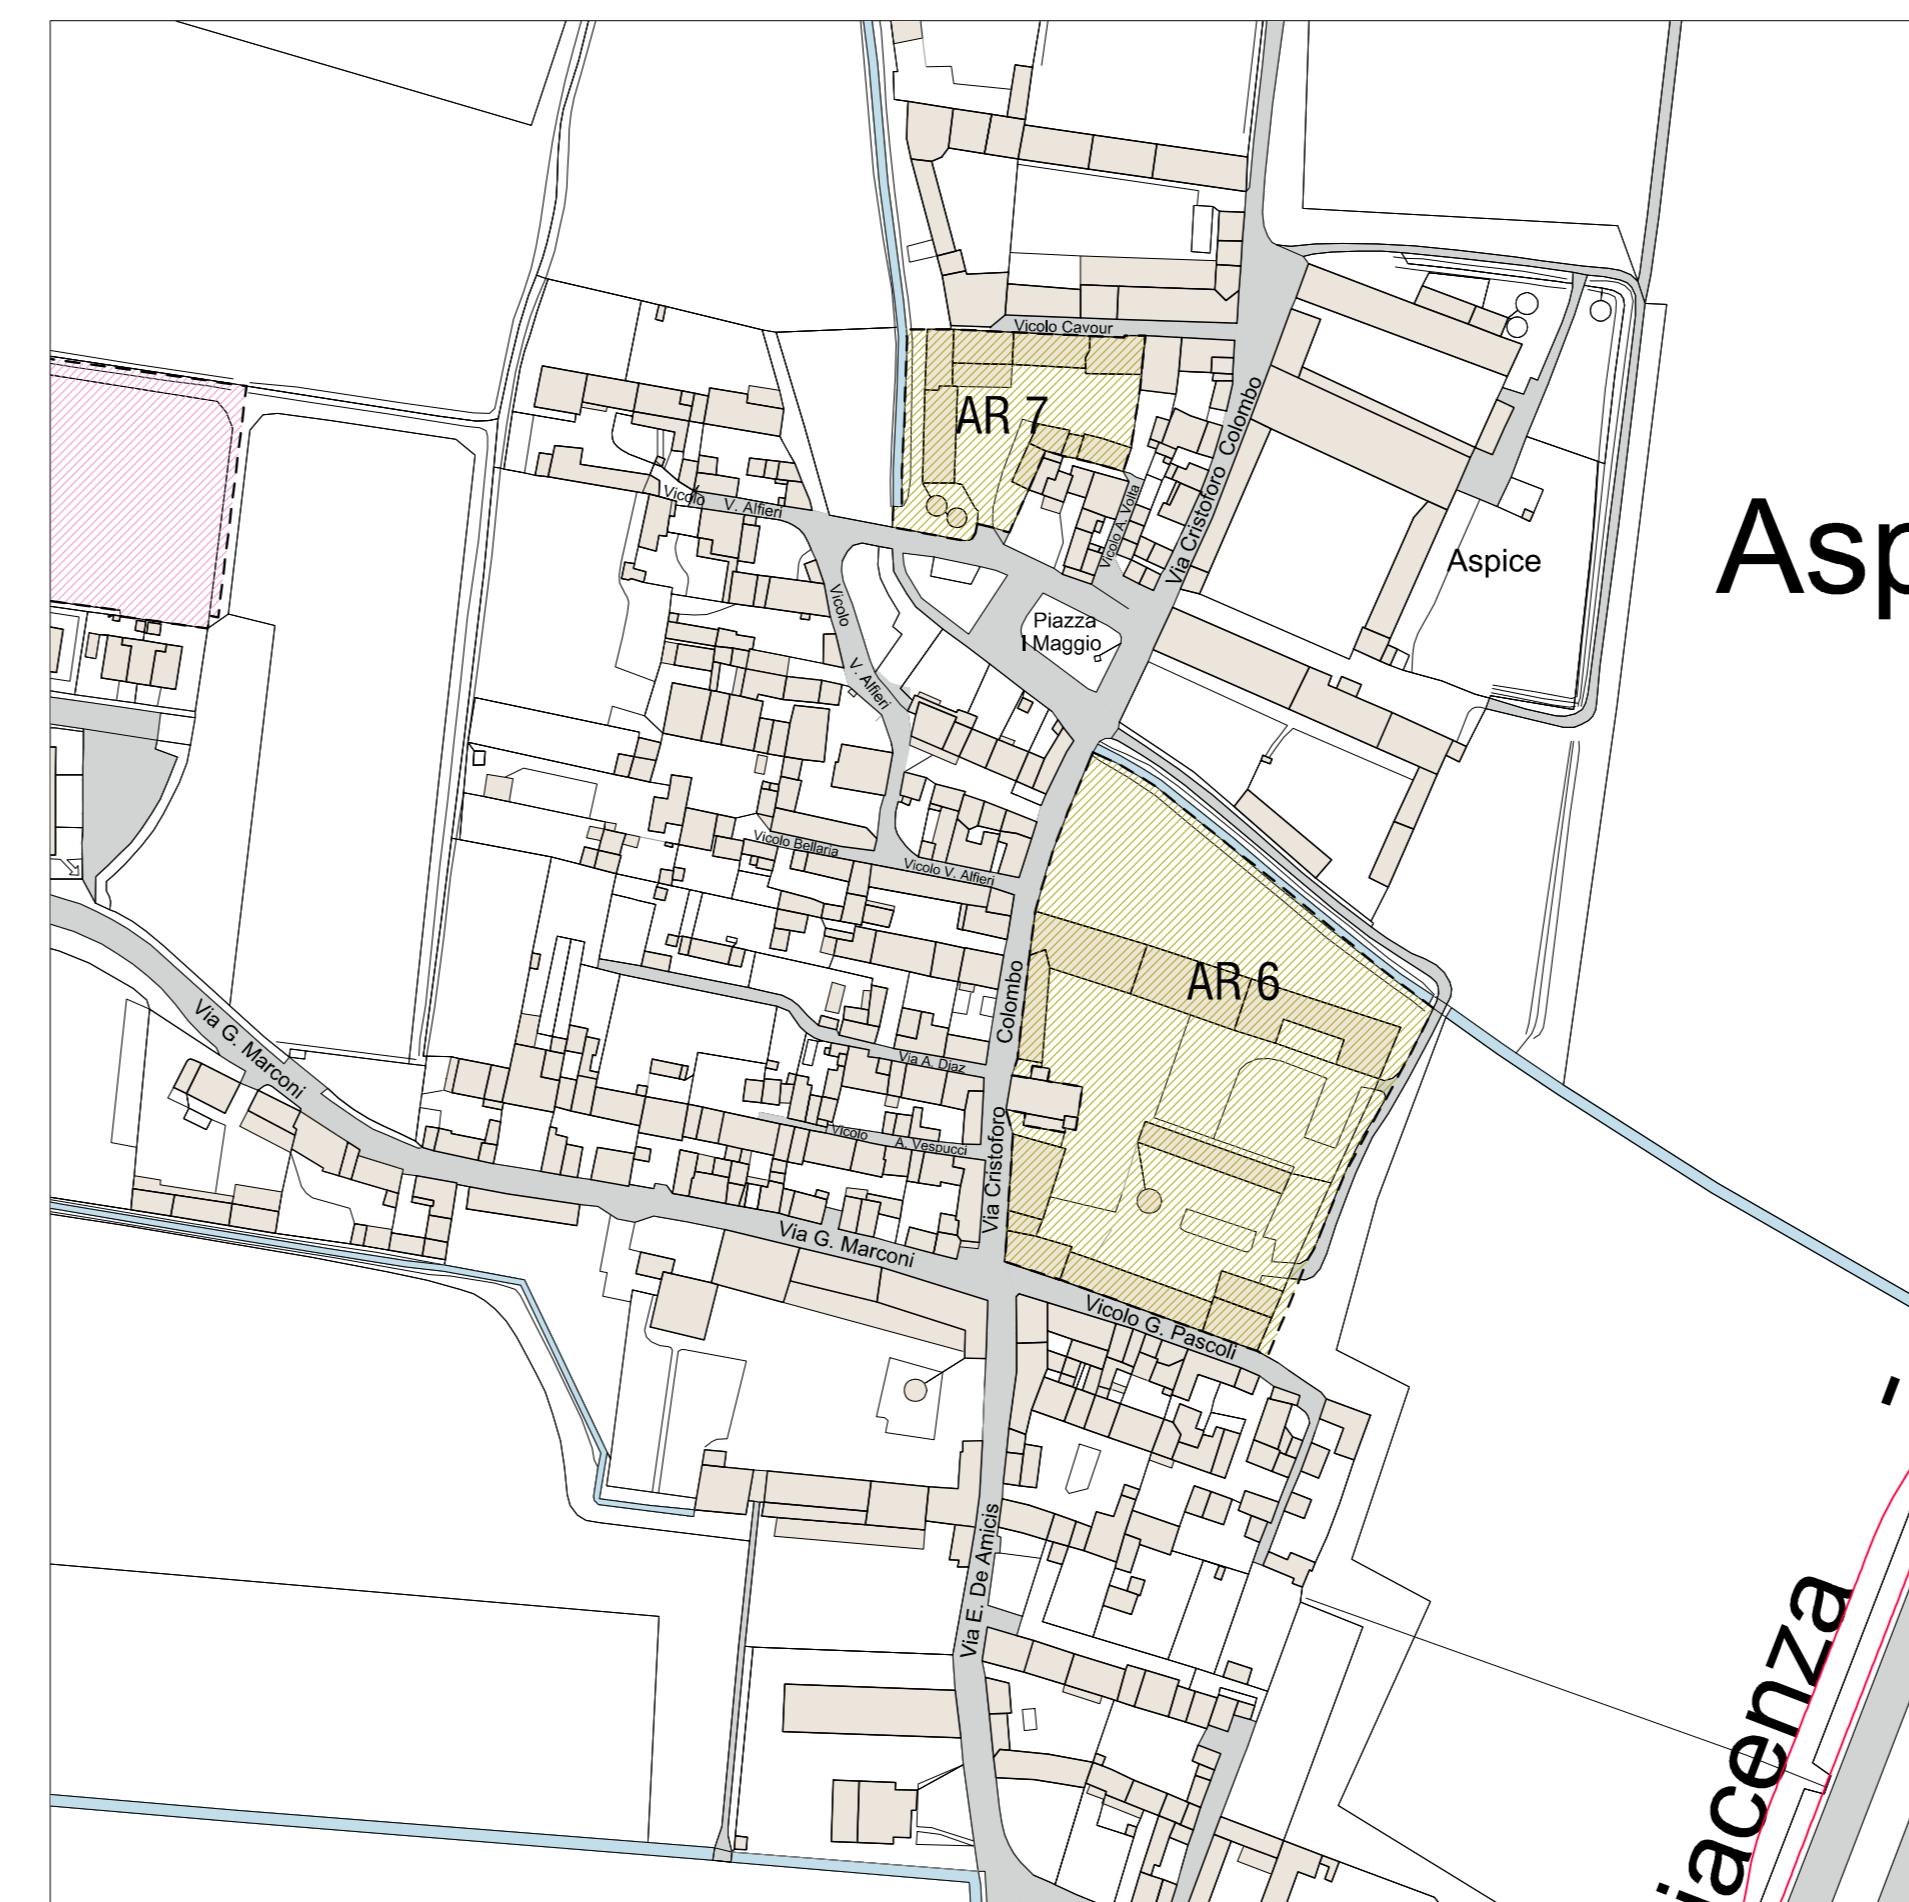 Vicolo Cavour
AR 7
Via Cristoforo Colombo
Vicolo V. Alfieri
Vicolo A. Volta
Asp
Aspice
Vicolo
V. Alfieri
Piazza
I Maggio
Vicolo Bellaria
Vicolo V. Alfieri
AR 6
Via Cristoforo Colombo
Via G. Marconi
Via A. Diaz
Vicolo A. Vespucci
Via G. Marconi
Vicolo G. Pascoli
Via E. De Amicis
iacenza -